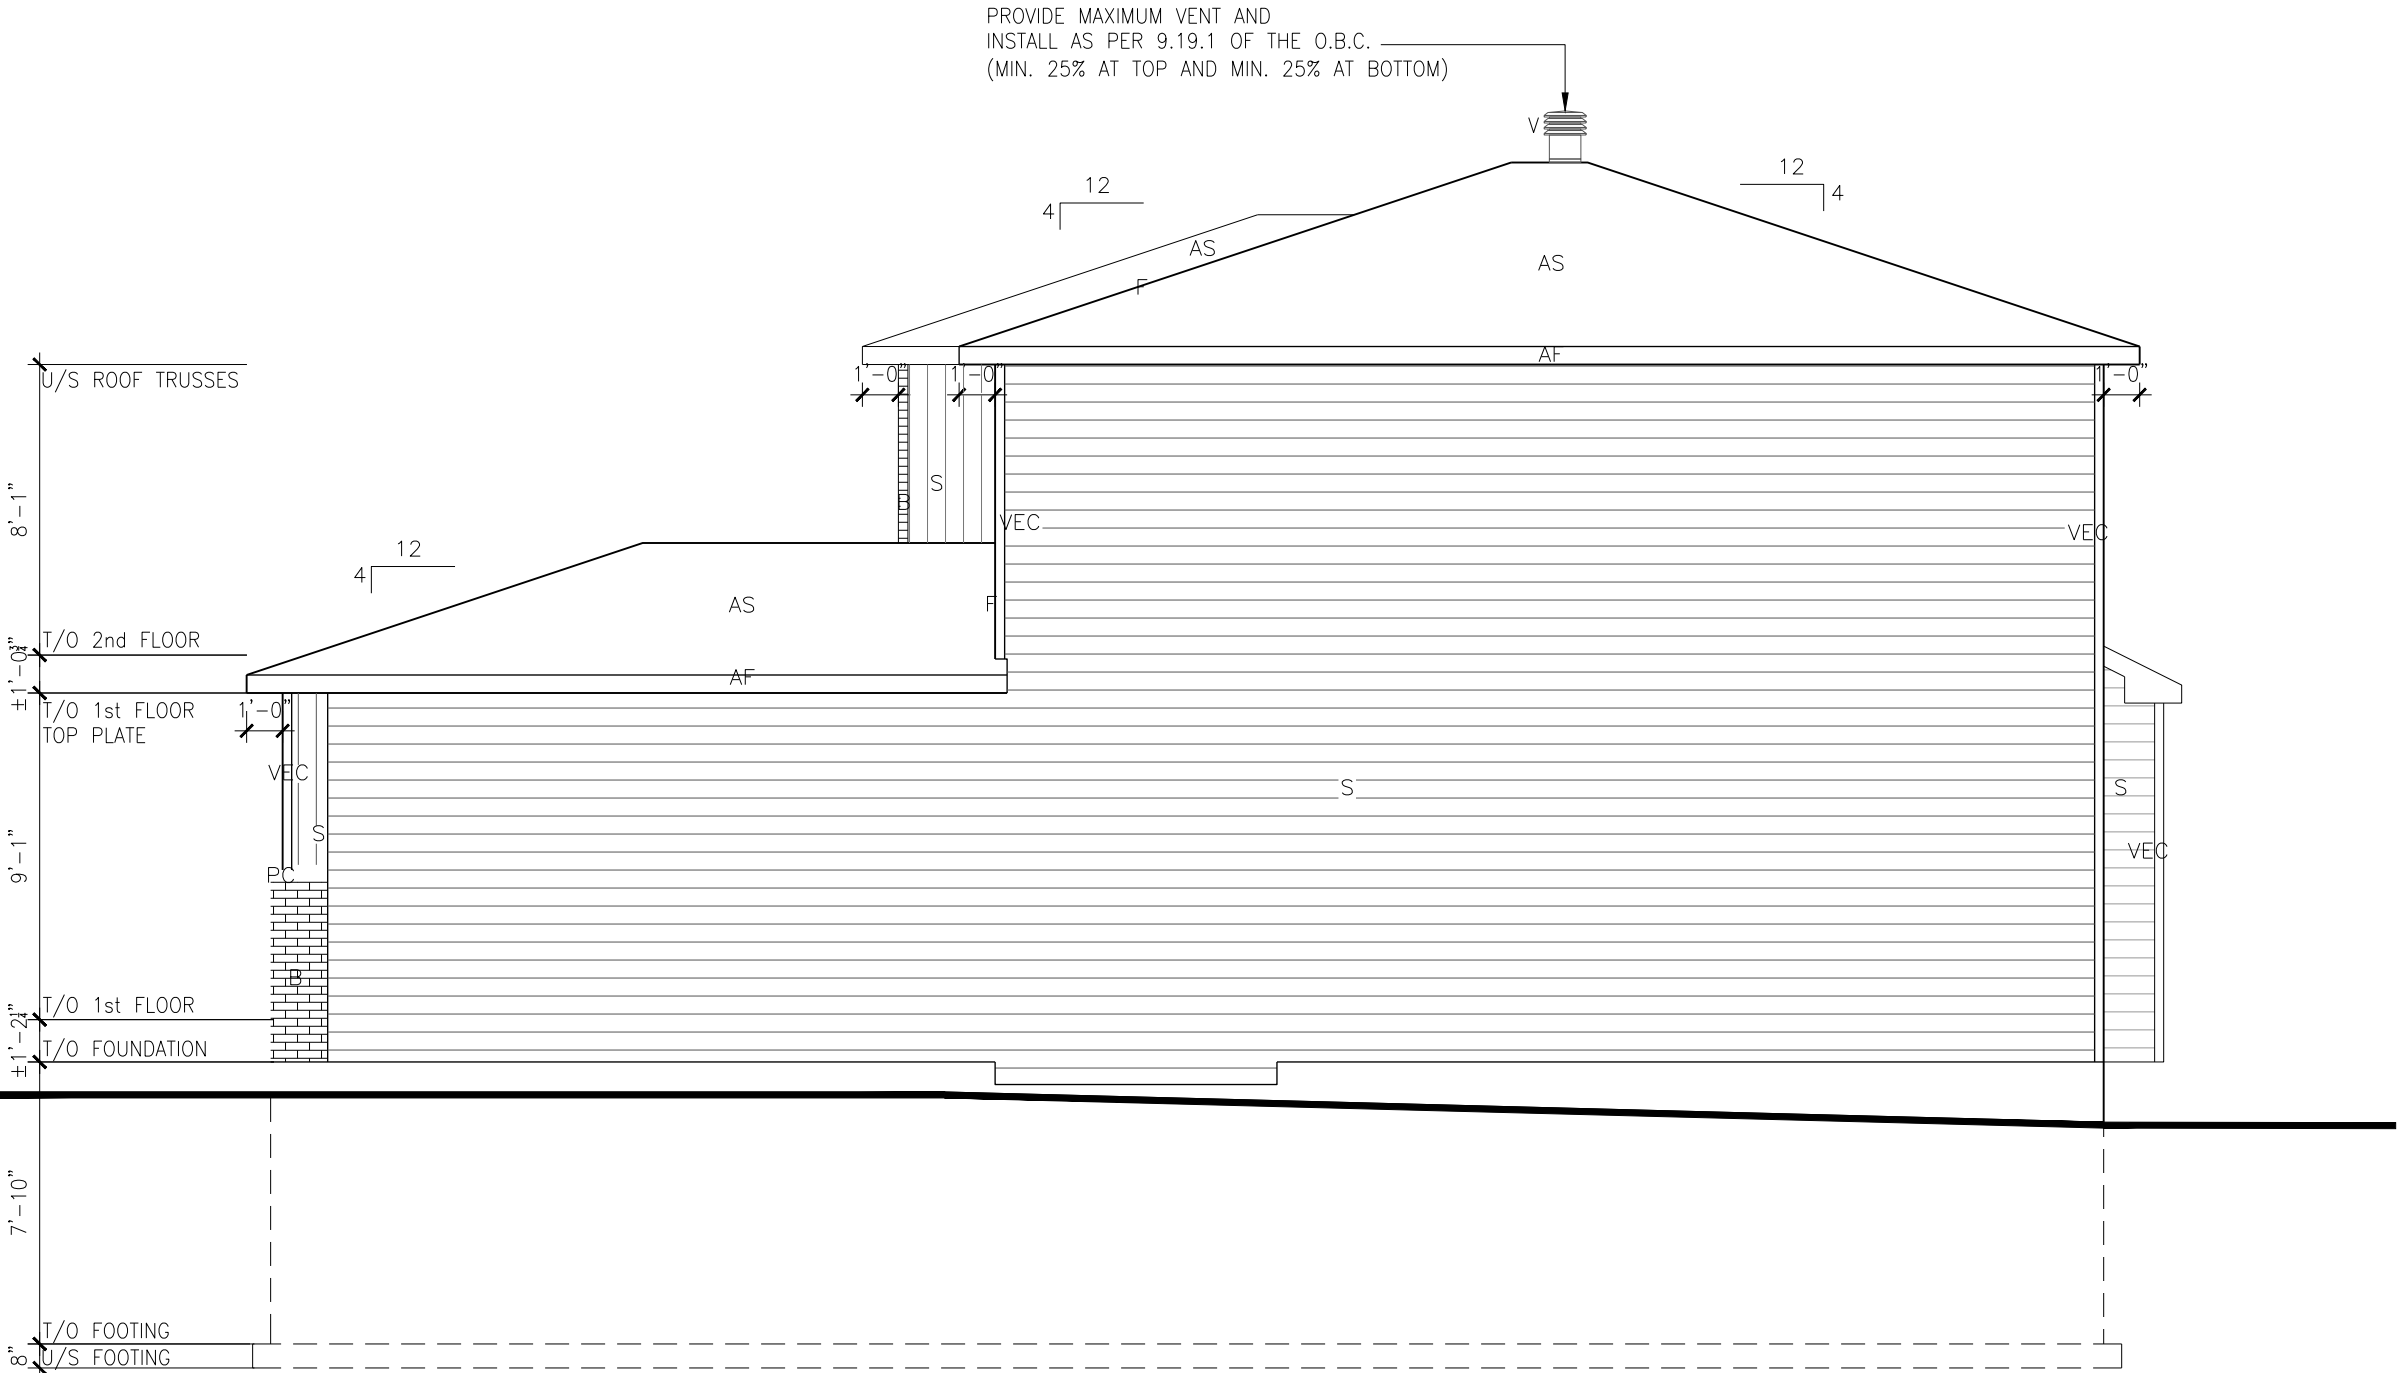 PROVIDE MAXIMUM VENT AND
INSTALL AS PER 9.19.1 OF THE O.B.C.
(MIN. 25% AT TOP AND MIN. 25% AT BOTTOM)
V
12
4
12
4
AS
AS
F
AF
U/S ROOF TRUSSES
1'-0"
1'-0"
1'-0"
8'-1"
S
B
VEC
VEC
12
4
AS
F
T/O 2nd FLOOR
AF
T/O 1st FLOOR
TOP PLATE
1'-0"
VEC
S
S
S
VEC
9'-1"
PC
B
T/O 1st FLOOR
T/O FOUNDATION
7'-10"
T/O FOOTING
U/S FOOTING
8"